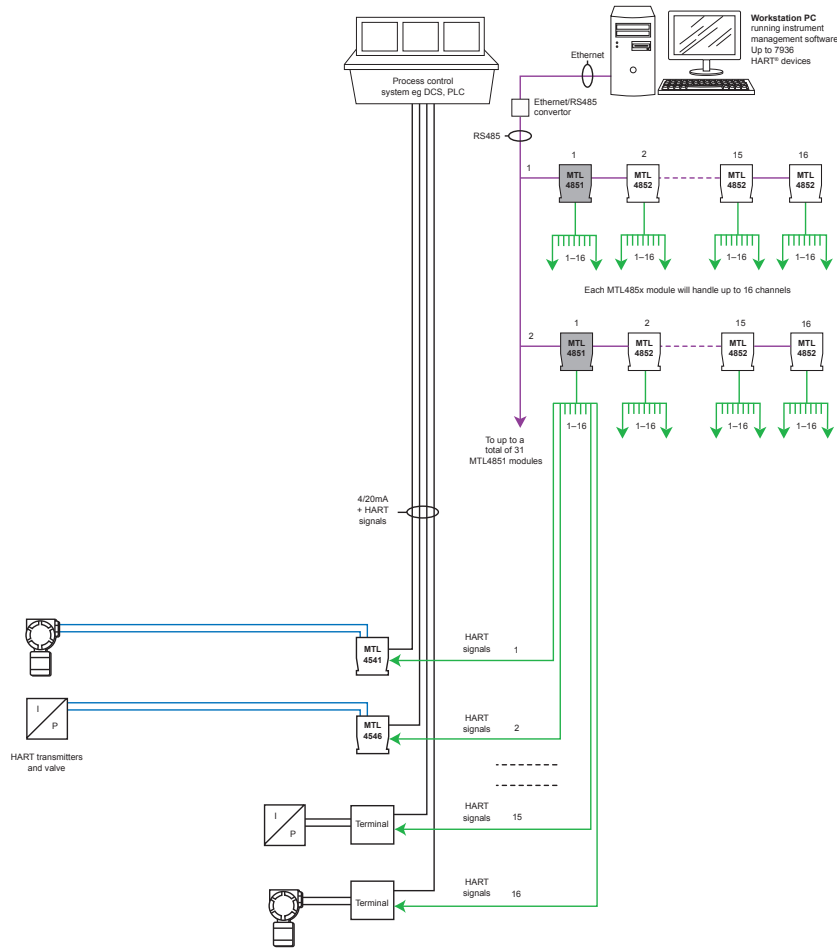 Workstation PC
running instrument
management software
Up to 7936
HART® devices
Ethernet
Process control
system eg DCS, PLC
Ethernet/RS485
convertor
RS485
1
1
MTL
4851
2
MTL
4852
15
MTL
4852
16
MTL
4852
1–16
1–16
1–16
1–16
Each MTL485x module will handle up to 16 channels
2
1
MTL
4851
2
MTL
4852
15
MTL
4852
16
MTL
4852
1–16
1–16
1–16
1–16
To up to a
total of 31
MTL4851 modules
4/20mA
+ HART
signals
MTL
4541
HART
signals
1
I
P
MTL
4546
HART
signals
2
HART transmitters
and valve
I
P
Terminal
HART
signals
15
Terminal
HART
signals
16